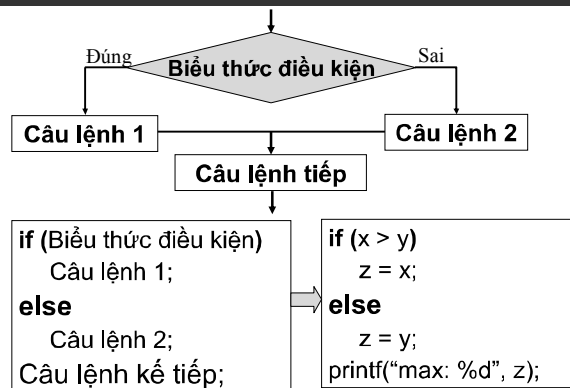 Đúng
Sai
Biểu thức điều kiện
Câu lệnh 1
Câu lệnh 2
Câu lệnh tiếp
if (Biểu thức điều kiện)
Câu lệnh 1;
else
Câu lệnh 2;
Câu lệnh kế tiếp;
if (x > y)
z = x;
else
z = y;
printf(“max: %d”, z);